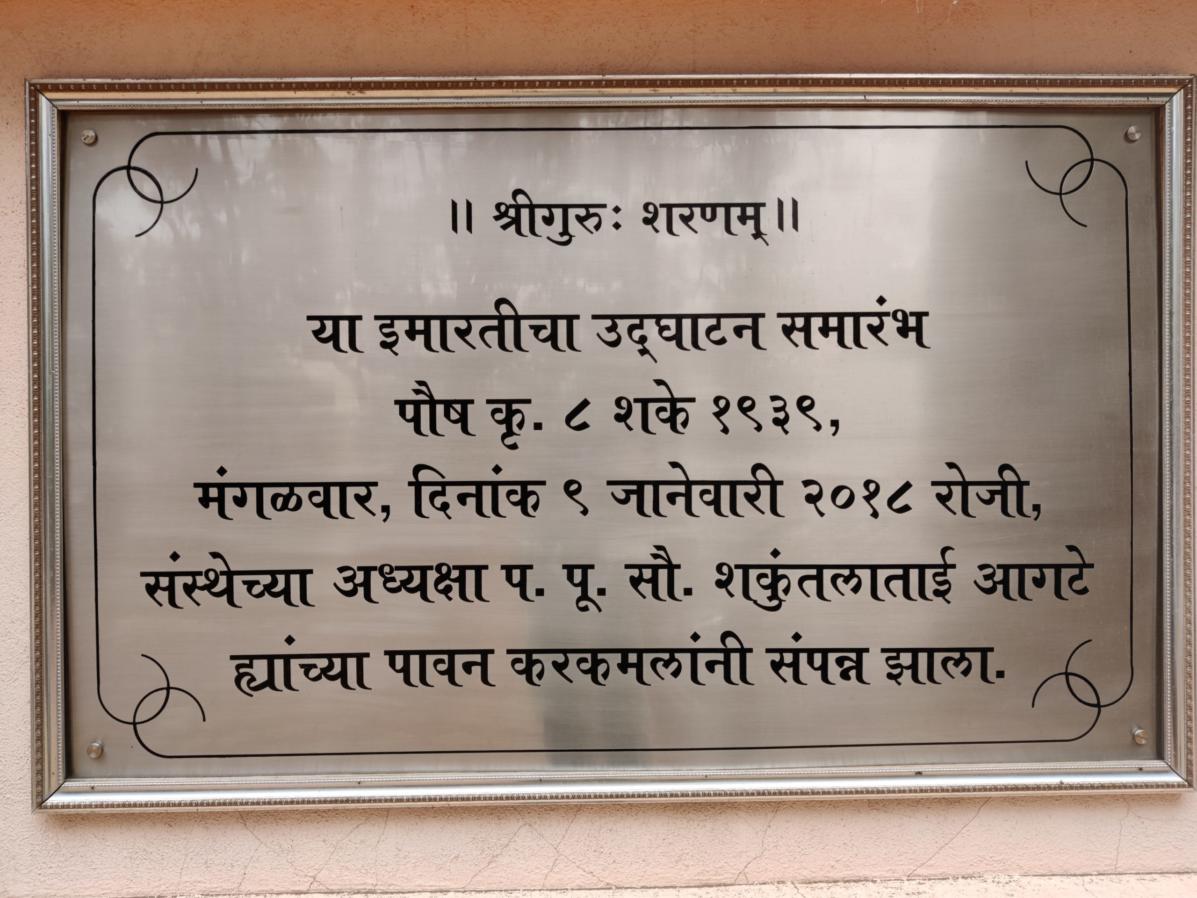 ॥ श्रीगुरुः शरणम् ॥
या इमारतीचा उद्‌घाटन समारंभ
पौष कृ. ८ शके १९३९,
मंगळवार, दिनांक ९ जानेवारी २०१८ रोजी,
संस्थेच्या अध्यक्षा प. पू. सौ. शकुंतलाताई आगटे
ह्यांच्या पावन करकमलांनी संपन्न झाला.